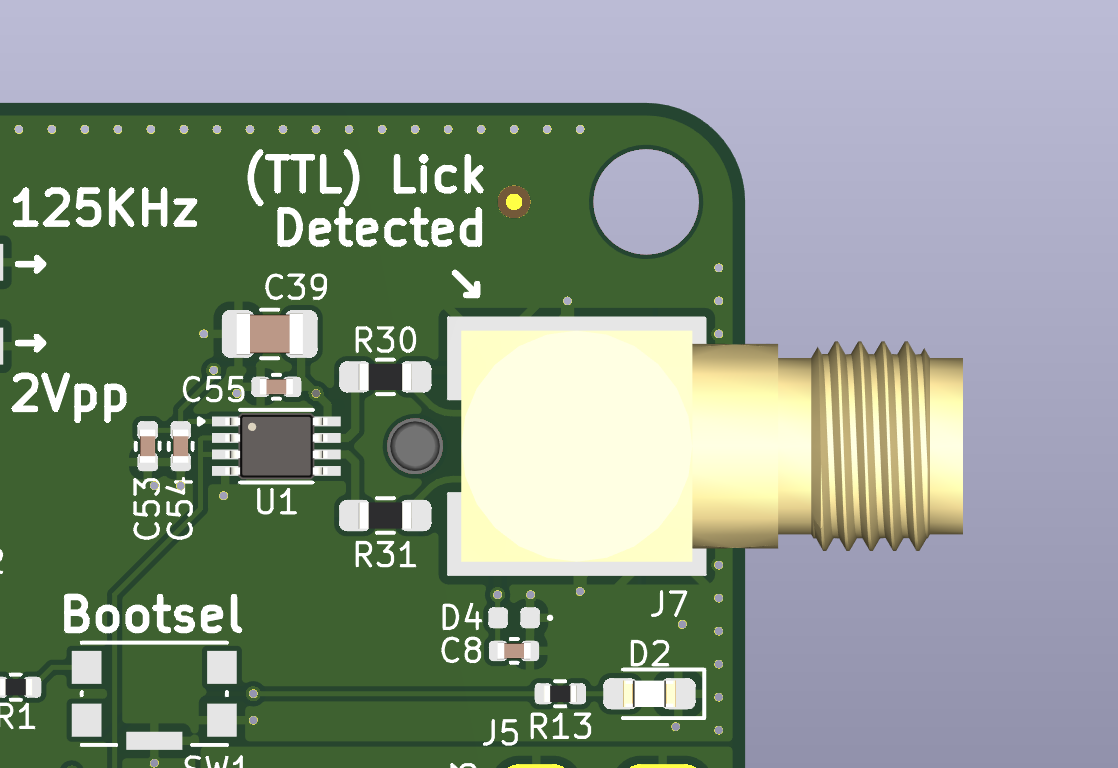 (TTL) Lick
Detected
125KHz
C39
R30
C55
2Vpp
C53
C54
U1
R31
Bootsel
D4
J7
C8
D2
R1
J5
R13
SW1